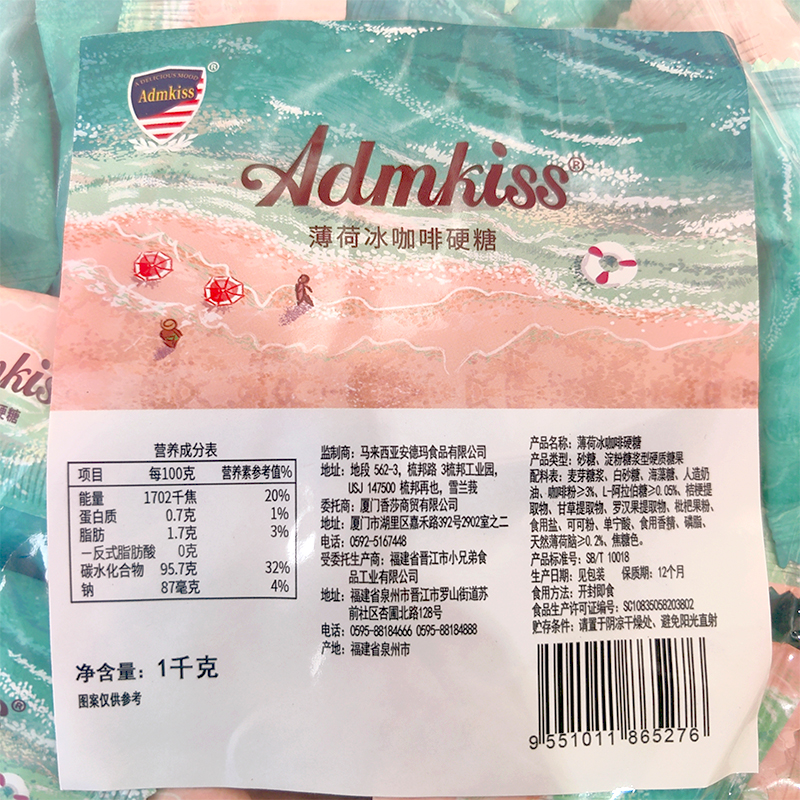 A DELICIOUS MOOD
Admkiss
®
Admkiss®
薄荷冰咖啡硬糖
营养成分表
项目 每100克 营养素参考值%
能量 1702千焦 20%
蛋白质 0.7克 1%
脂肪 1.7克 3%
—反式脂肪酸 0克
碳水化合物 95.7克 32%
钠 87毫克 4%
净含量：1千克
图案仅供参考
监制商：马来西亚安德玛食品有限公司
地址：地段 562-3，梳邦路 3梳邦工业园，
USJ 147500 梳邦再也，雪兰莪
委托商：厦门香莎商贸有限公司
地址：厦门市湖里区嘉禾路392号2902室之二
电话：0592-5167448
受委托生产商：福建省晋江市小兄弟食
品工业有限公司
地址：福建省泉州市晋江市罗山街道苏
前社区杏圃北路128号
电话：0595-88184666 0595-88184888
产地：福建省泉州市
产品名称：薄荷冰咖啡硬糖
产品类型：砂糖、淀粉糖浆型硬质糖果
配料表：麦芽糖浆、白砂糖、海藻糖、人造奶
油、咖啡粉≥3%、L-阿拉伯糖≥0.05%、桔梗提
取物、甘草提取物、罗汉果提取物、枇杷果粉、
食用盐、可可粉、单宁酸、食用香精、磷脂、
天然薄荷脑≥0.2%、焦糖色。
产品标准号：SB/T 10018
生产日期：见包装 保质期：12个月
食用方法：开封即食
食品生产许可证编号：SC10835058203802
贮存条件：请置于阴凉干燥处、避免阳光直射
9 551011 865276
kis
硬糖
®